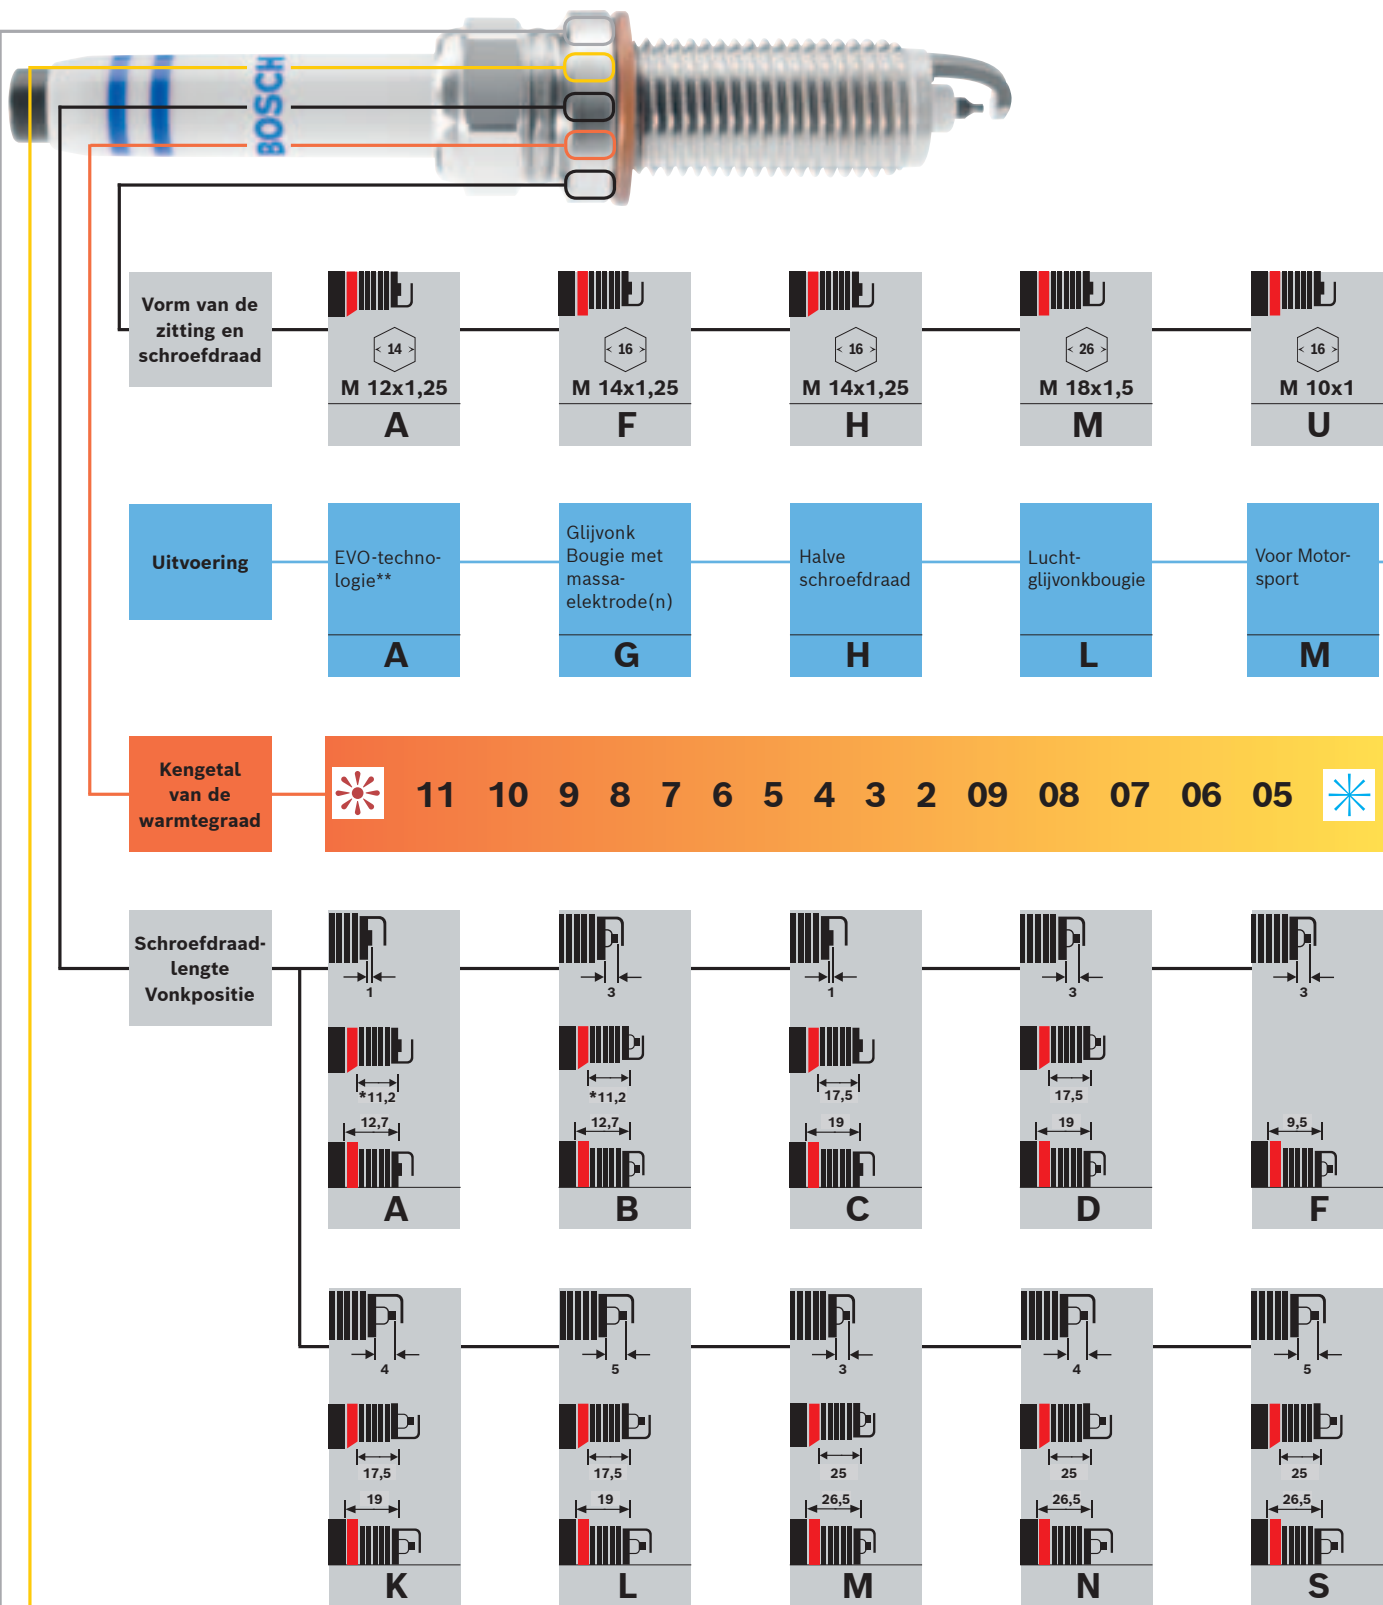 BOSCH
Vorm van de
zitting en
schroefdraad
14
M 12x1,25
A
16
M 14x1,25
F
16
M 14x1,25
H
26
M 18x1,5
M
16
M 10x1
U
Uitvoering
EVO-techno-
logie**
A
Glijvonk
Bougie met
massa-
elektrode(n)
G
Halve
schroefdraad
H
Lucht-
glijvonkbougie
L
Voor Motor-
sport
M
Kengetal
van de
warmtegraad
11 10 9 8 7 6 5 4 3 2 09 08 07 06 05
Schroefdraad-
lengte
Vonkpositie
1
*11,2
12,7
A
3
*11,2
12,7
B
1
17,5
19
C
3
17,5
19
D
3
9,5
F
4
17,5
19
K
5
17,5
19
L
3
25
26,5
M
4
25
26,5
N
5
25
26,5
S